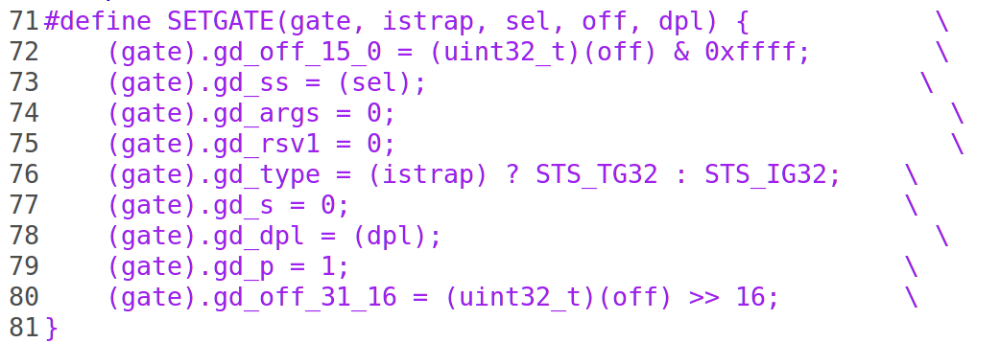 71#define SETGATE(gate, istrap, sel, off, dpl) {            \
72    (gate).gd_off_15_0 = (uint32_t)(off) & 0xffff;        \
73    (gate).gd_ss = (sel);                                \
74    (gate).gd_args = 0;                                    \
75    (gate).gd_rsv1 = 0;                                    \
76    (gate).gd_type = (istrap) ? STS_TG32 : STS_IG32;    \
77    (gate).gd_s = 0;                                    \
78    (gate).gd_dpl = (dpl);                                \
79    (gate).gd_p = 1;                                    \
80    (gate).gd_off_31_16 = (uint32_t)(off) >> 16;        \
81}